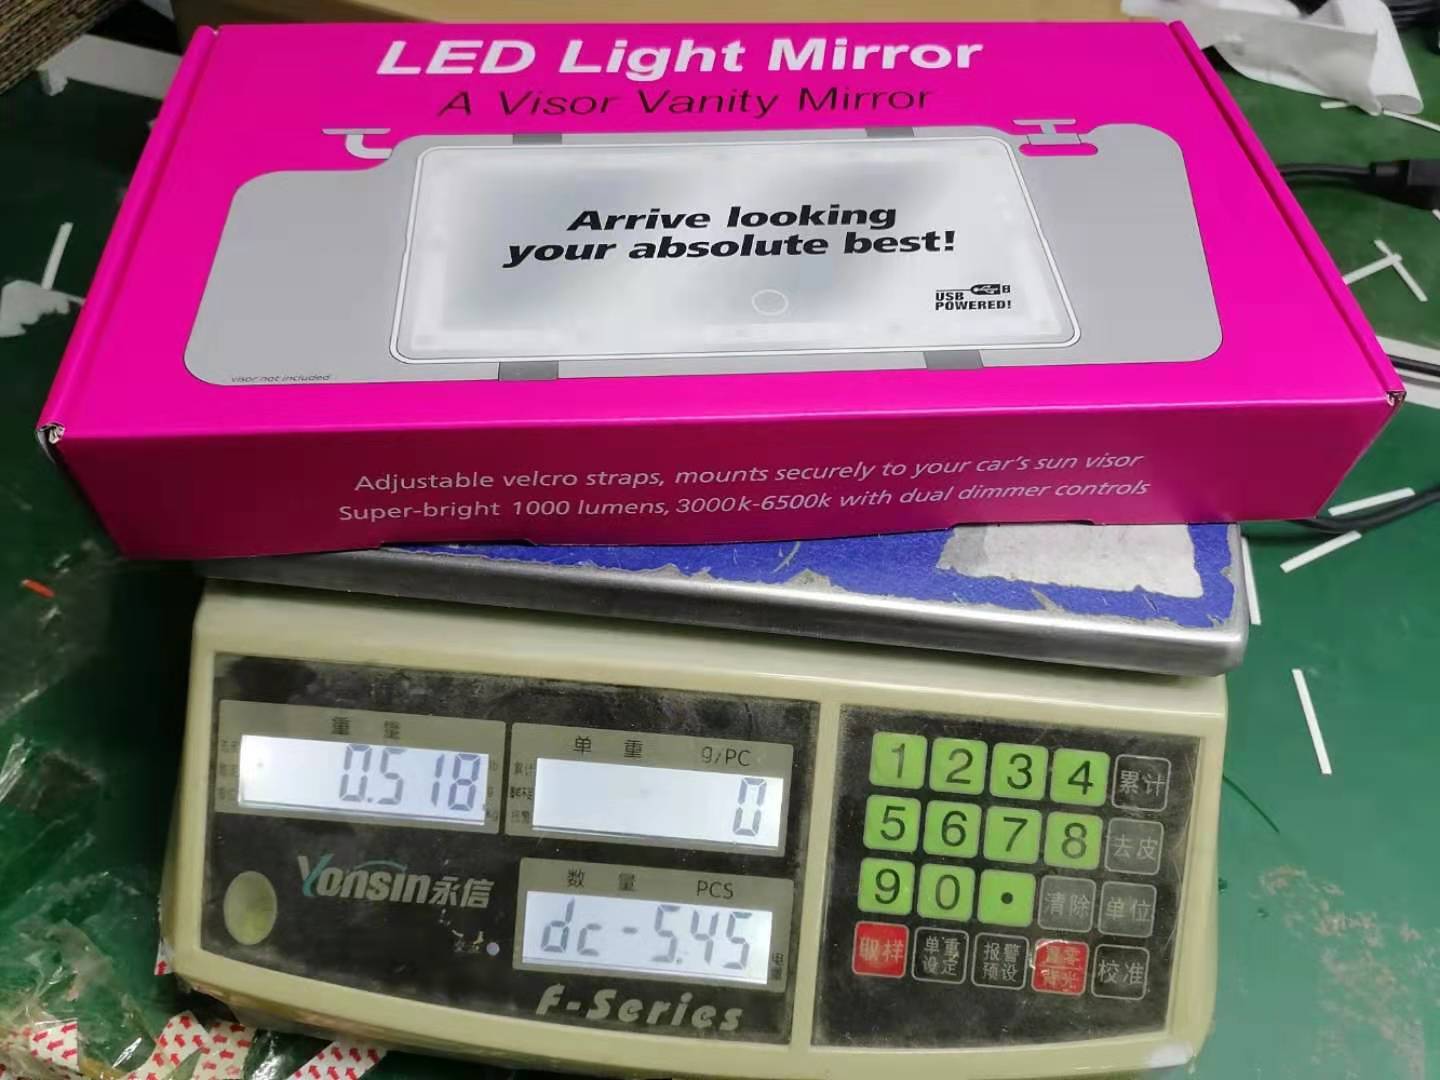 LED Light Mirror
A Visor Vanity Mirror
Arrive looking
your absolute best!
USB
POWERED!
visor not included
Adjustable velcro straps, mounts securely to your car's sun visor
Super-bright 1000 lumens, 3000k-6500k with dual dimmer controls
重 量
0.518
单 重 g/PC
0
Yonsin永信
数 量 PCS
dc-5.45
F-Series
1 2 3 4 累计
5 6 7 8 去皮
9 0 . 清除 单位
取样 单重设定 报警预设 置零背光 校准